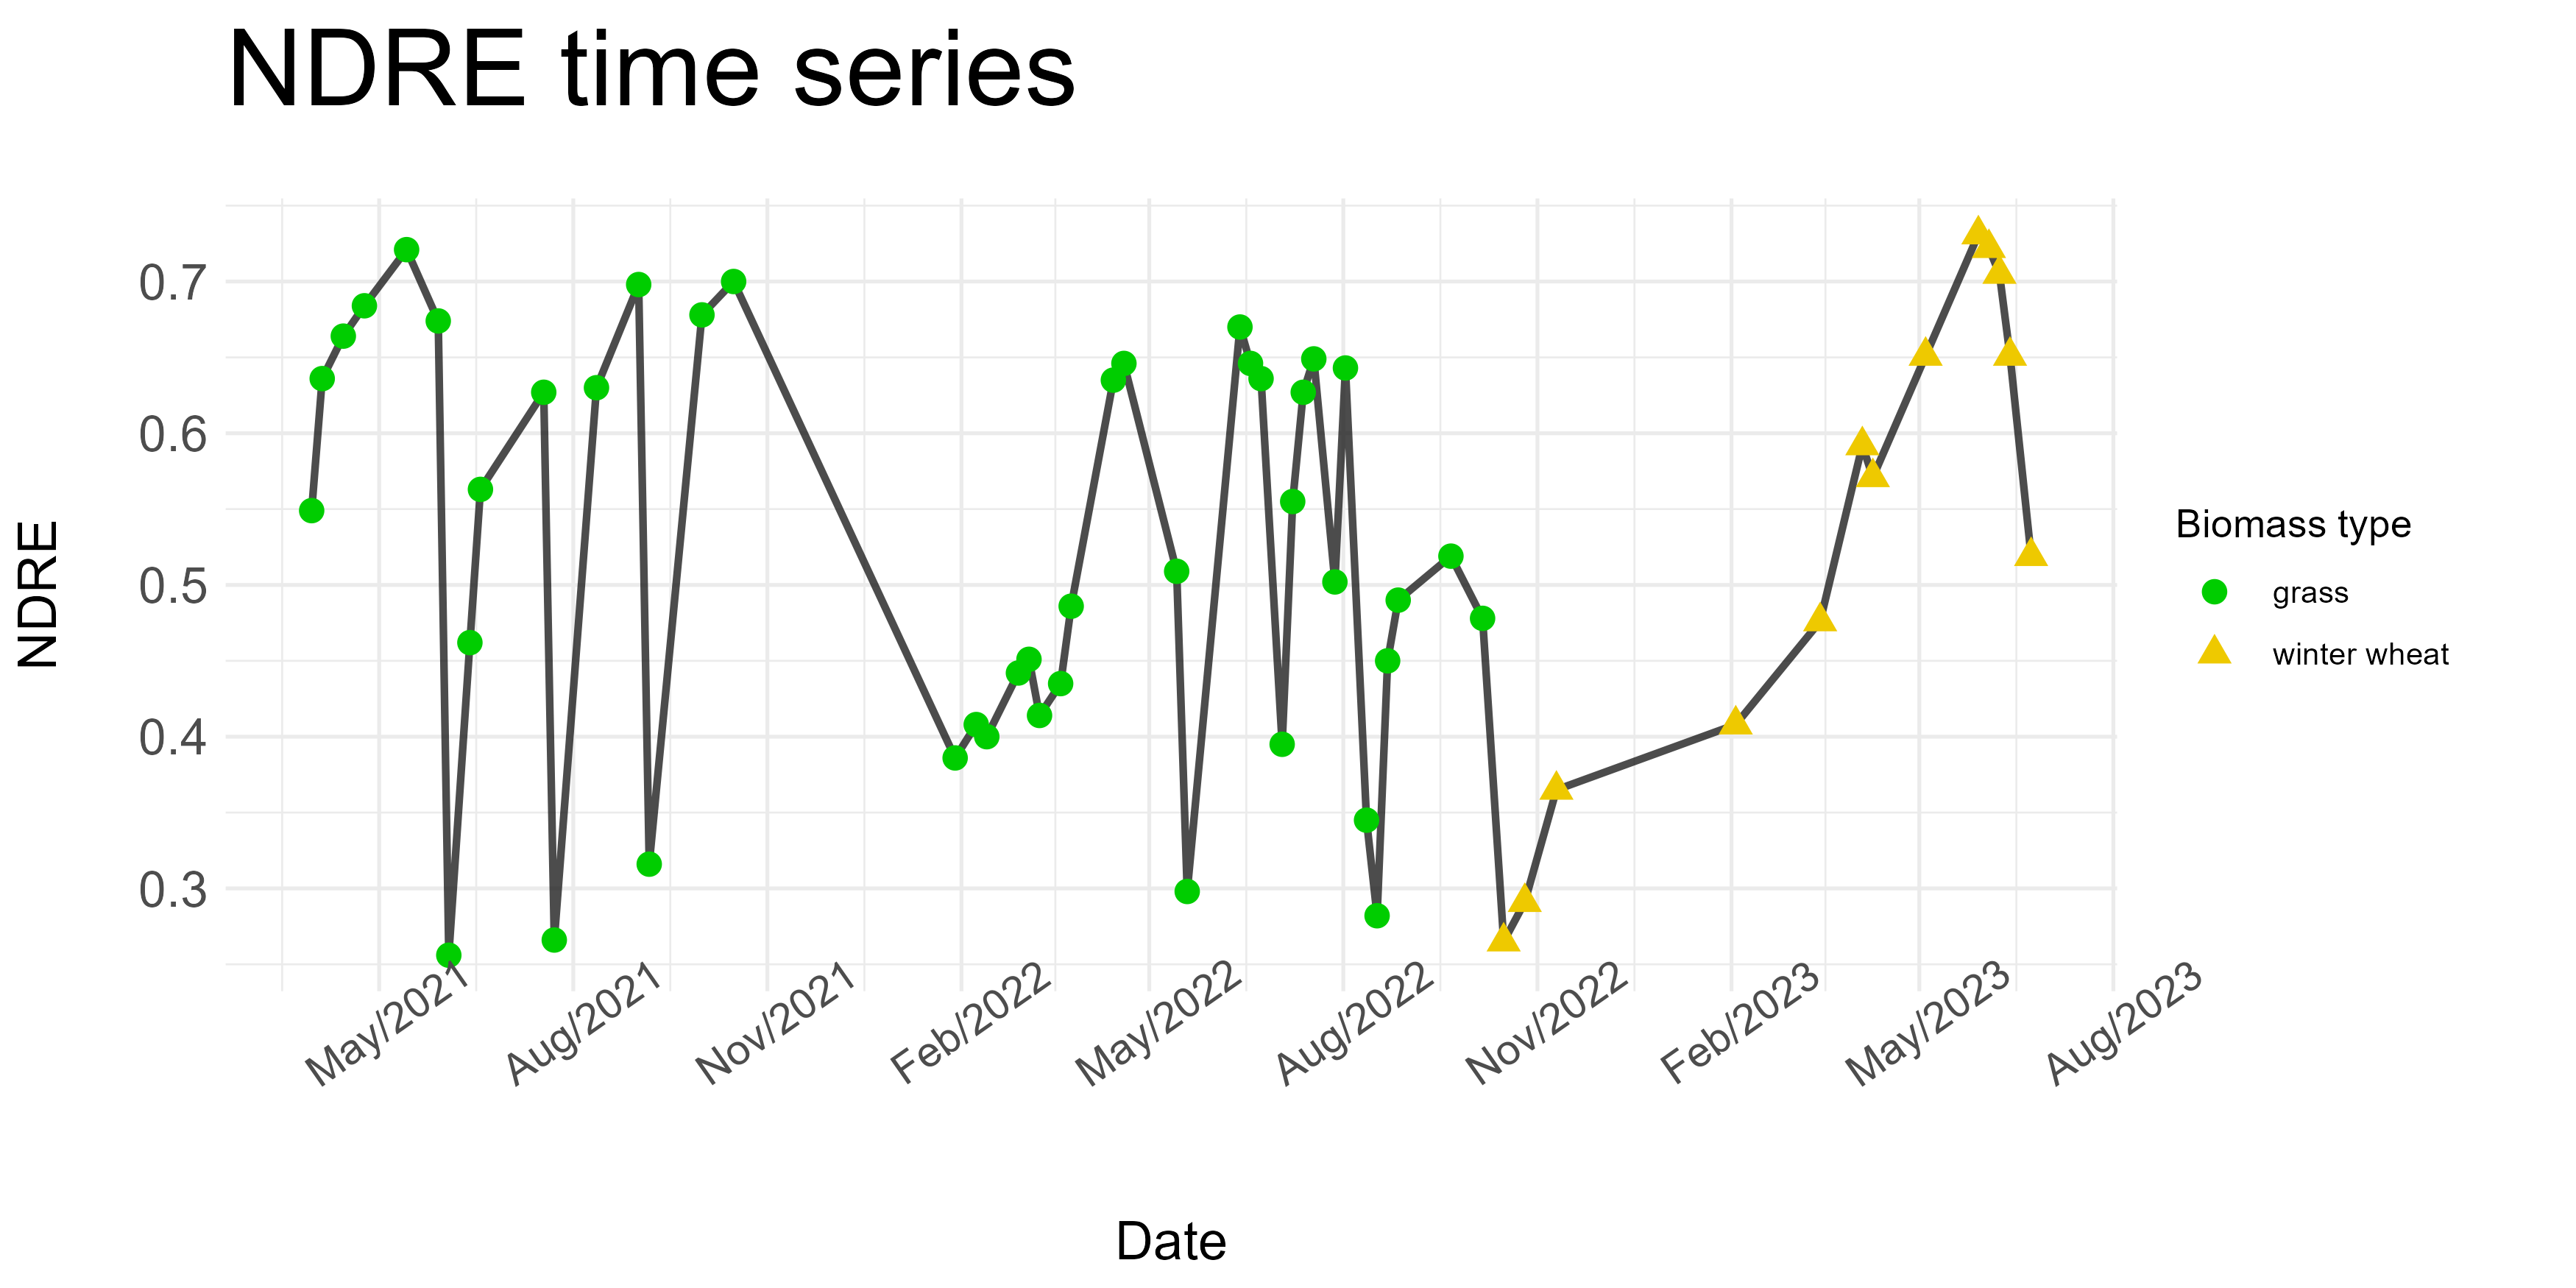 NDRE time series
NDRE
0.7
0.6
0.5
0.4
0.3
May/2021
Aug/2021
Nov/2021
Feb/2022
May/2022
Aug/2022
Nov/2022
Feb/2023
May/2023
Aug/2023
Date
Biomass type
grass
winter wheat